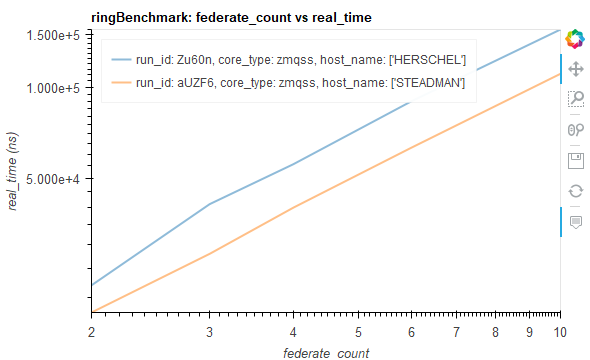 ringBenchmark: federate_count vs real_time
1.500e+5
1.000e+5
5.000e+4
real_time (ns)
run_id: Zu60n, core_type: zmqss, host_name: ['HERSCHEL']
run_id: aUZF6, core_type: zmqss, host_name: ['STEADMAN']
2 3 4 5 6 7 8 9 10
federate_count